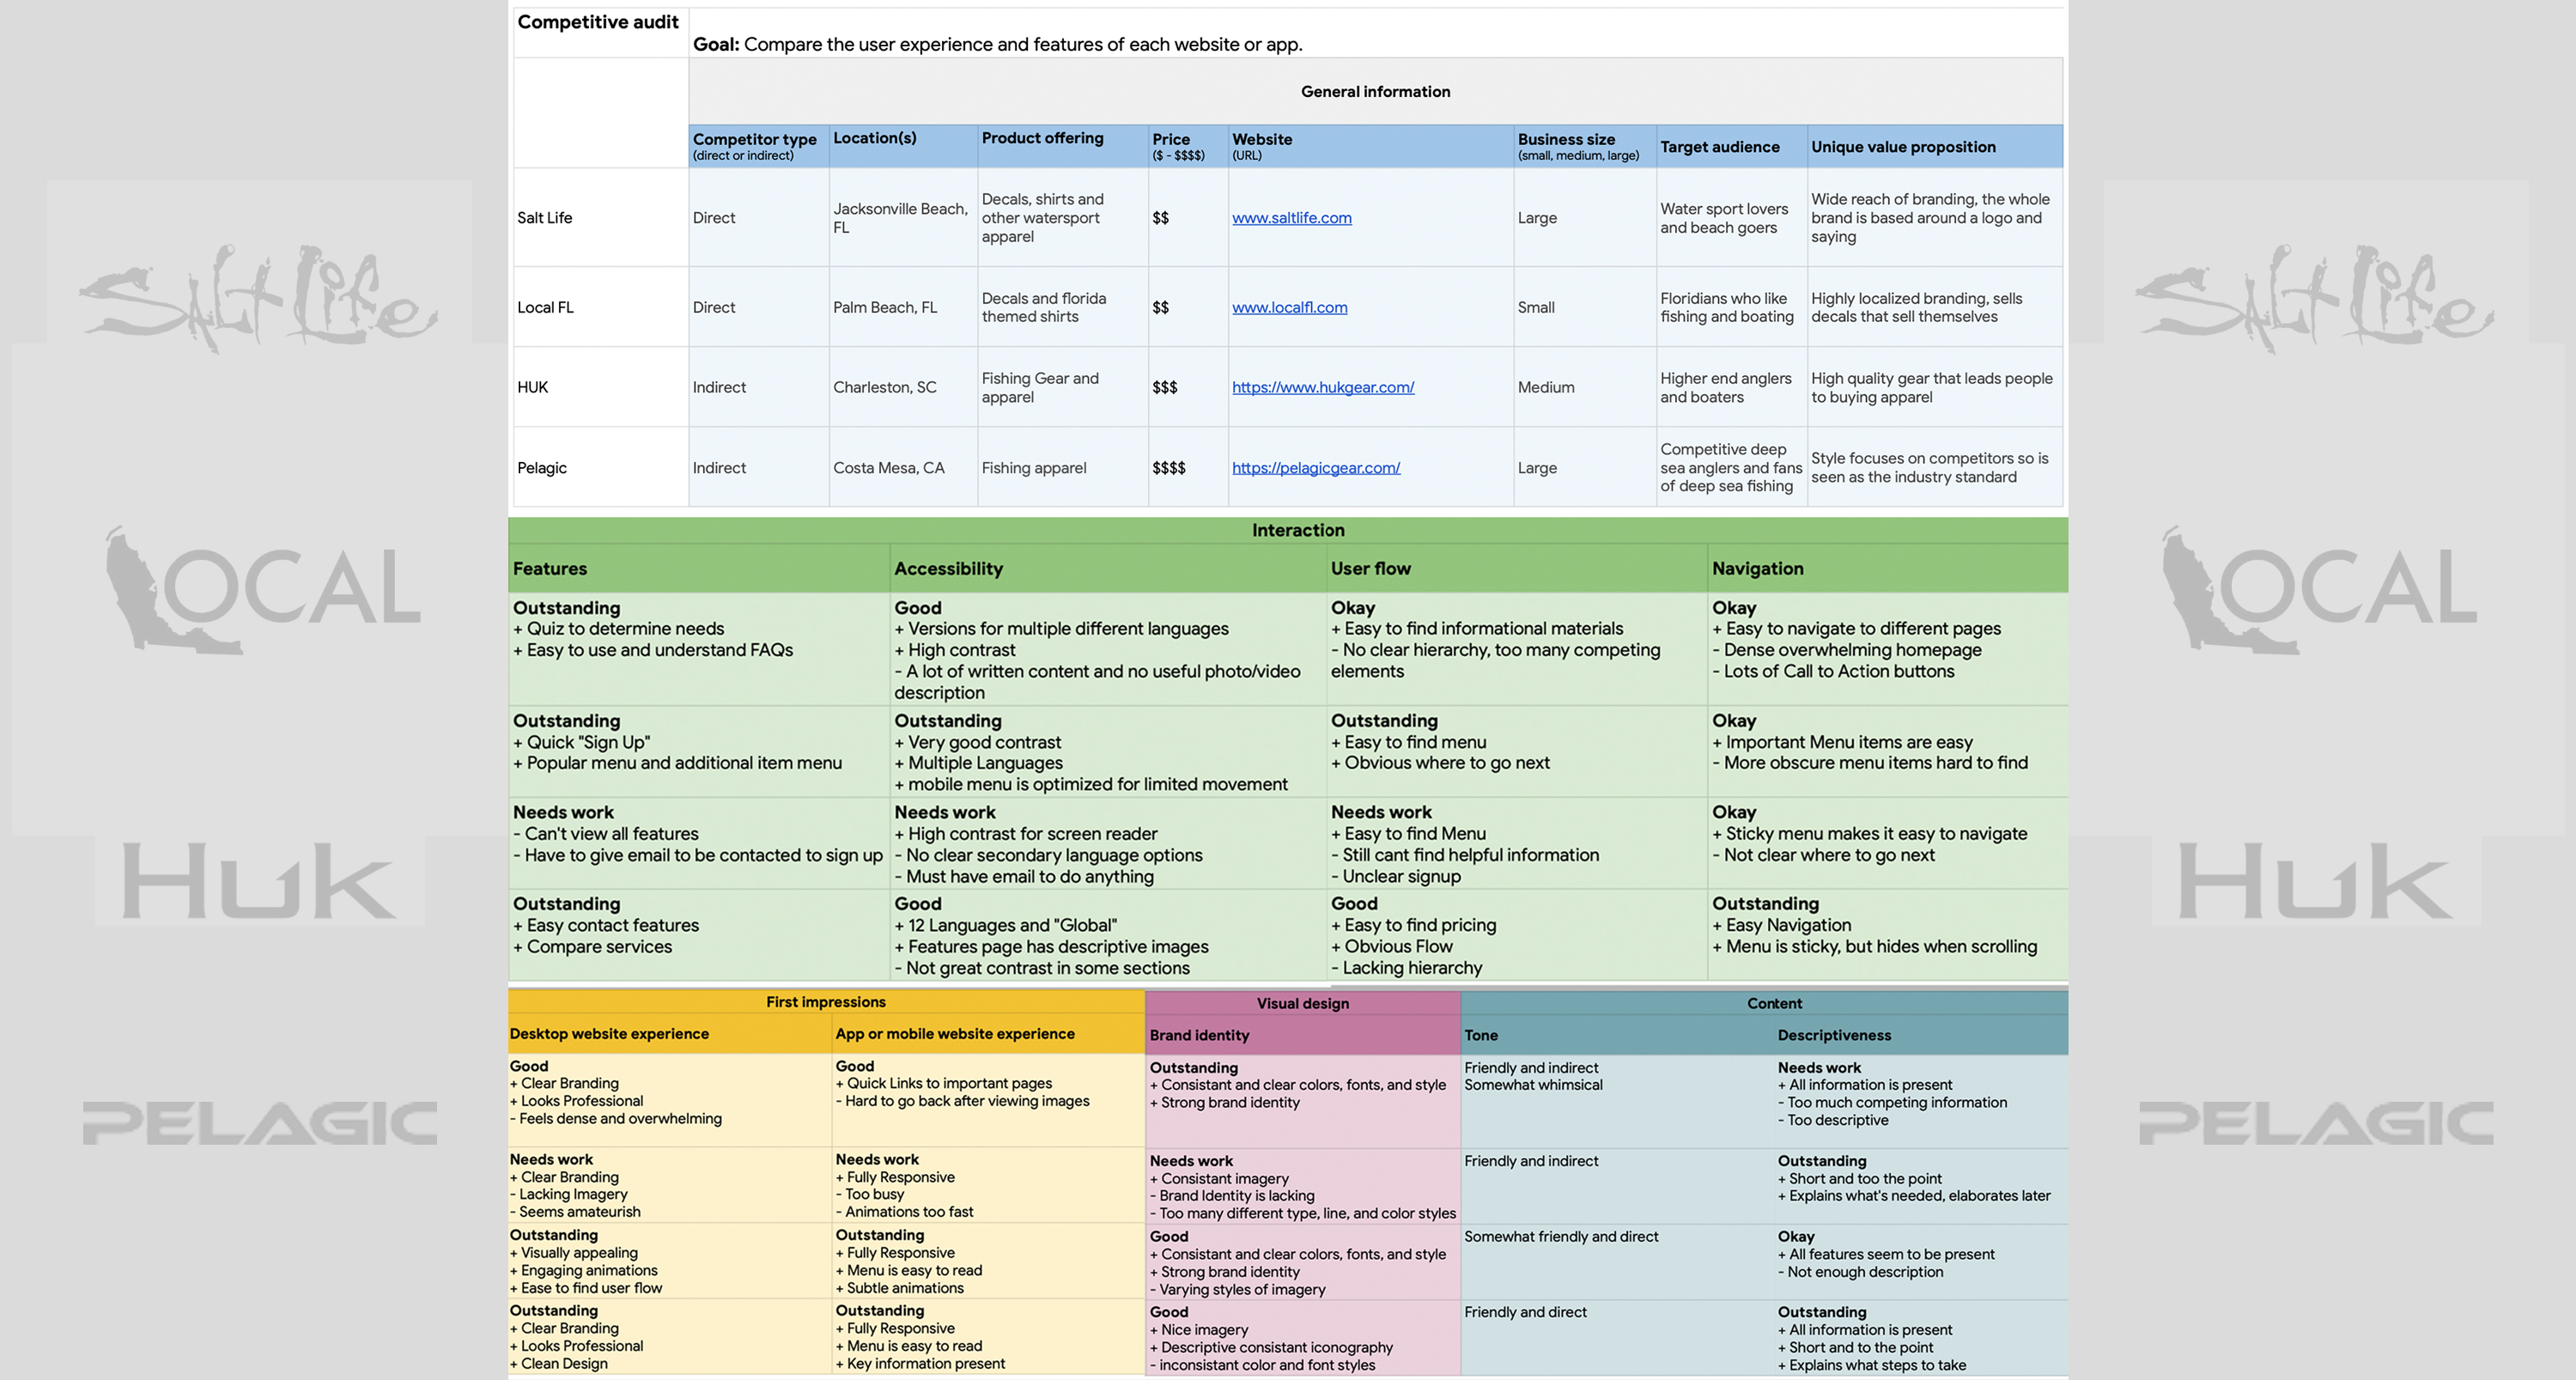 Competitive audit
Goal: Compare the user experience and features of each website or app.
General information
Competitor type
(direct or indirect)
Location(s)
Product offering
Price
($ - $$$$)
Website
(URL)
Business size
(small, medium, large)
Target audience
Unique value proposition
Salt Life
Direct
Jacksonville Beach,
FL
Decals, shirts and
other watersport
apparel
$$
www.saltlife.com
Large
Water sport lovers
and beach goers
Wide reach of branding, the whole
brand is based around a logo and
saying
Local FL
Direct
Palm Beach, FL
Decals and florida
themed shirts
$$
www.localfl.com
Small
Floridians who like
fishing and boating
Highly localized branding, sells
decals that sell themselves
HUK
Indirect
Charleston, SC
Fishing Gear and
apparel
$$$
https://www.hukgear.com/
Medium
Higher end anglers
and boaters
High quality gear that leads people
to buying apparel
Pelagic
Indirect
Costa Mesa, CA
Fishing apparel
$$$$
https://pelagicgear.com/
Large
Competitive deep
sea anglers and fans
of deep sea fishing
Style focuses on competitors so is
seen as the industry standard
Interaction
Features
Accessibility
User flow
Navigation
Outstanding
+ Quiz to determine needs
+ Easy to use and understand FAQs
Good
+ Versions for multiple different languages
+ High contrast
- A lot of written content and no useful photo/video
description
Okay
+ Easy to find informational materials
- No clear hierarchy, too many competing
elements
Okay
+ Easy to navigate to different pages
- Dense overwhelming homepage
- Lots of Call to Action buttons
Outstanding
+ Quick "Sign Up"
+ Popular menu and additional item menu
Outstanding
+ Very good contrast
+ Multiple Languages
+ mobile menu is optimized for limited movement
Outstanding
+ Easy to find menu
+ Obvious where to go next
Okay
+ Important Menu items are easy
- More obscure menu items hard to find
Needs work
- Can't view all features
- Have to give email to be contacted to sign up
Needs work
+ High contrast for screen reader
- No clear secondary language options
- Must have email to do anything
Needs work
+ Easy to find Menu
- Still cant find helpful information
- Unclear signup
Okay
+ Sticky menu makes it easy to navigate
- Not clear where to go next
Outstanding
+ Easy contact features
+ Compare services
Good
+ 12 Languages and "Global"
+ Features page has descriptive images
- Not great contrast in some sections
Good
+ Easy to find pricing
+ Obvious Flow
- Lacking hierarchy
Outstanding
+ Easy Navigation
+ Menu is sticky, but hides when scrolling
First impressions
Visual design
Content
Desktop website experience
App or mobile website experience
Brand identity
Tone
Descriptiveness
Good
+ Clear Branding
+ Looks Professional
- Feels dense and overwhelming
Good
+ Quick Links to important pages
- Hard to go back after viewing images
Outstanding
+ Consistant and clear colors, fonts, and style
+ Strong brand identity
Friendly and indirect
Somewhat whimsical
Needs work
+ All information is present
- Too much competing information
- Too descriptive
Needs work
+ Clear Branding
- Lacking Imagery
- Seems amateurish
Needs work
+ Fully Responsive
- Too busy
- Animations too fast
Needs work
+ Consistant imagery
- Brand Identity is lacking
- Too many different type, line, and color styles
Friendly and indirect
Outstanding
+ Short and too the point
+ Explains what's needed, elaborates later
Outstanding
+ Visually appealing
+ Engaging animations
+ Ease to find user flow
Outstanding
+ Fully Responsive
+ Menu is easy to read
+ Subtle animations
Good
+ Consistant and clear colors, fonts, and style
+ Strong brand identity
- Varying styles of imagery
Somewhat friendly and direct
Okay
+ All features seem to be present
- Not enough description
Outstanding
+ Clear Branding
+ Looks Professional
+ Clean Design
Outstanding
+ Fully Responsive
+ Menu is easy to read
+ Key information present
Good
+ Nice imagery
+ Descriptive consistant iconography
- inconsistant color and font styles
Friendly and direct
Outstanding
+ All information is present
+ Short and to the point
+ Explains what steps to take
Salt Life
LOCAL
HUK
PELAGIC
Salt Life
LOCAL
HUK
PELAGIC